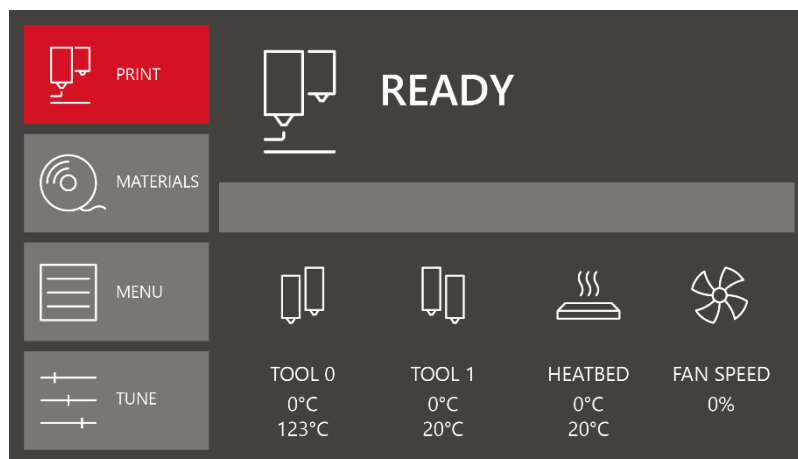 PRINT
READY
MATERIALS
MENU
TUNE
TOOL 0
0°C
123°C
TOOL 1
0°C
20°C
HEATBED
0°C
20°C
FAN SPEED
0%